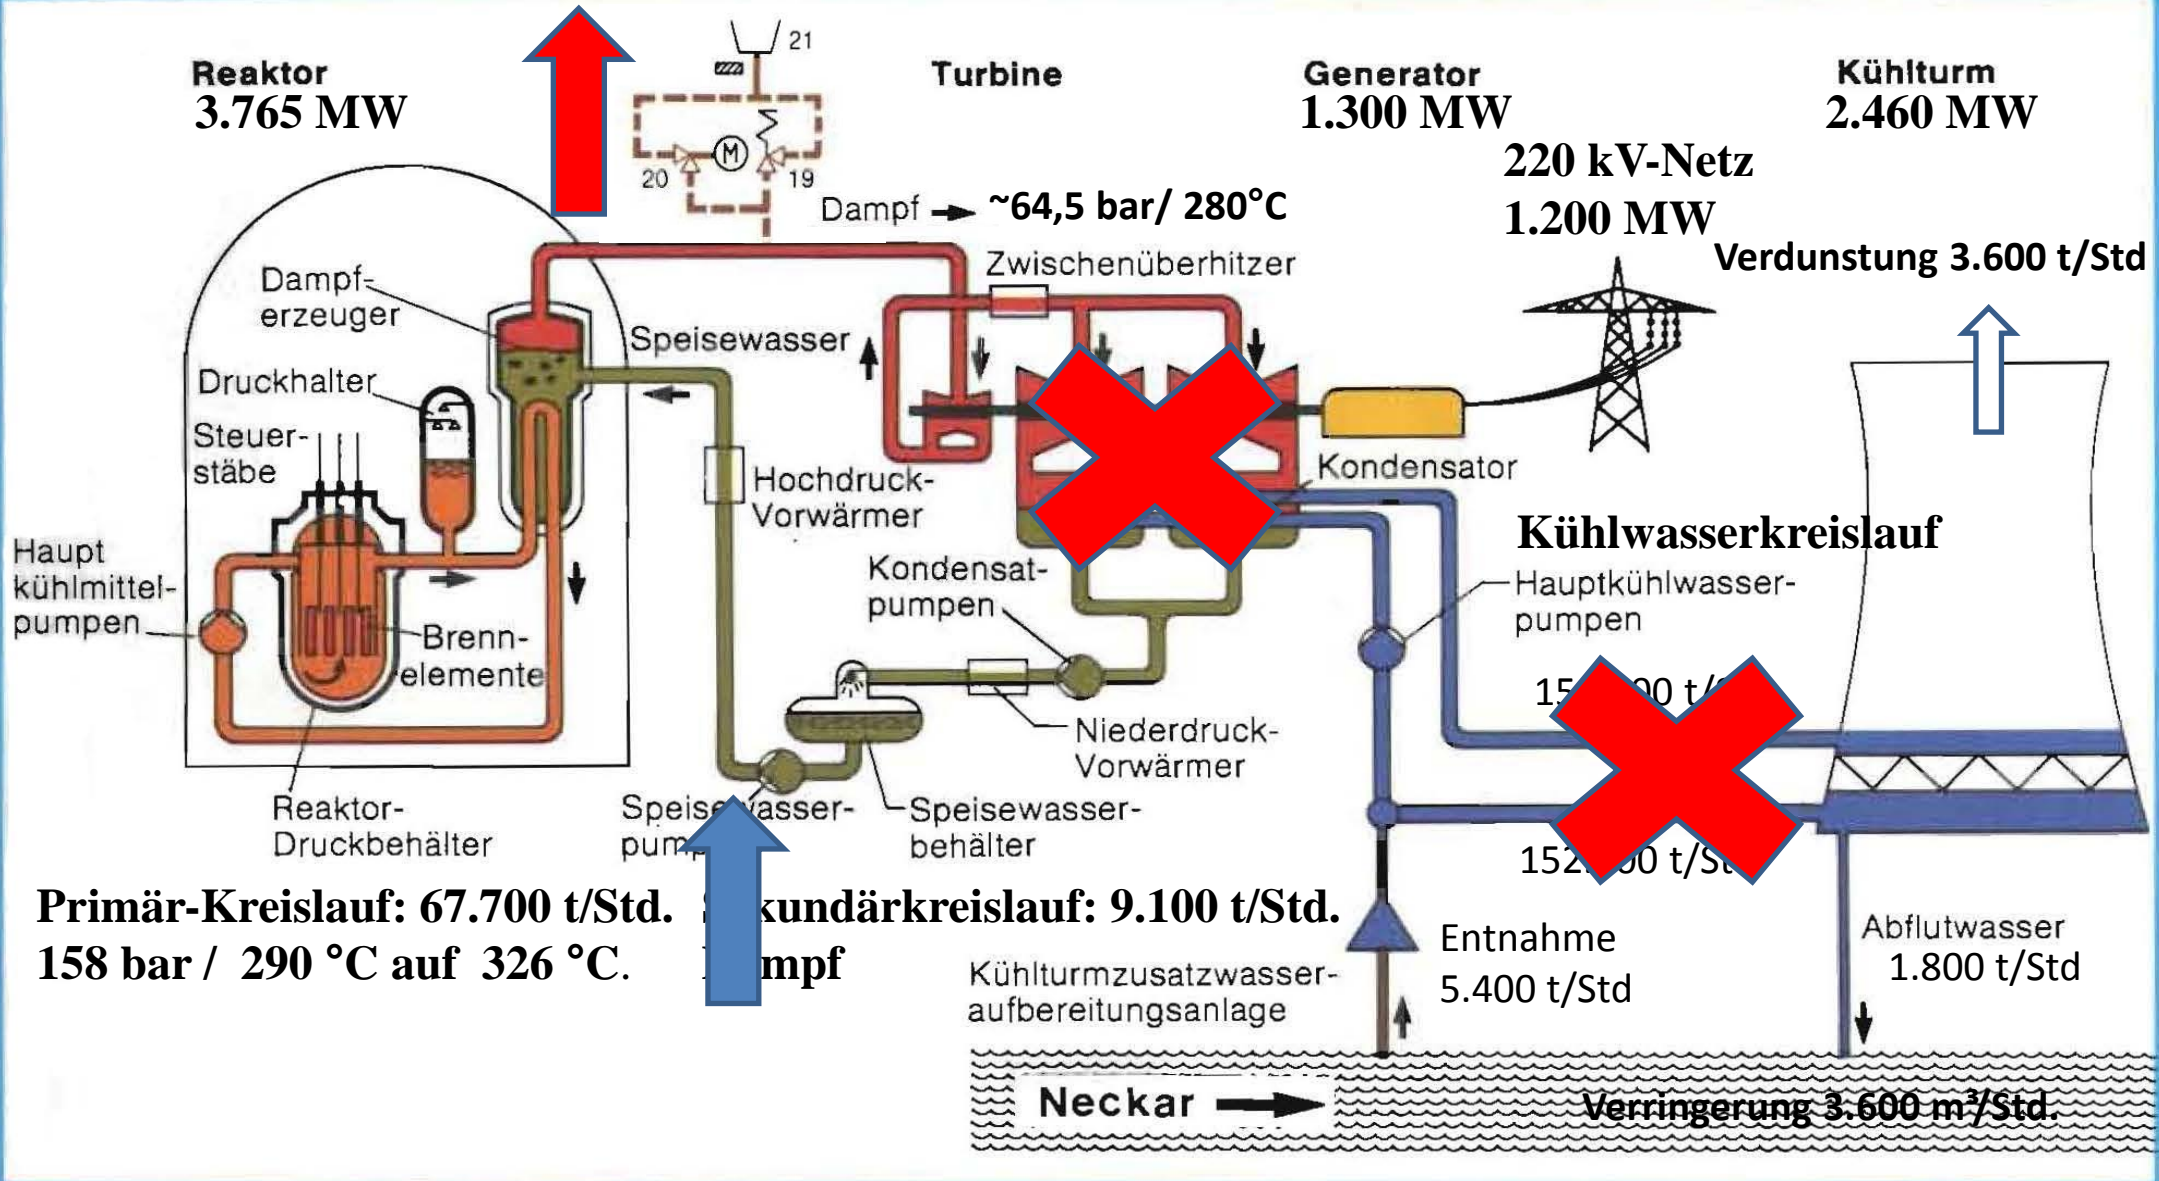 Reaktor
3.765 MW
21
20
M
19
Turbine
Generator
1.300 MW
Kühlturm
2.460 MW
220 kV-Netz
1.200 MW
Dampf
~64,5 bar/ 280°C
Verdunstung 3.600 t/Std
Zwischenüberhitzer
Dampf-
erzeuger
Speisewasser
Druckhalter
Steuer-
stäbe
Hochdruck-
Vorwärmer
Kondensator
Kühlwasserkreislauf
Hauptkühlwasser-
pumpen
Haupt
kühlmittel-
pumpen
Kondensat-
pumpen
Brenn-
elemente
Niederdruck-
Vorwärmer
Reaktor-
Druckbehälter
Speisewasser-
behälter
Primär-Kreislauf: 67.700 t/Std.
158 bar / 290 °C auf 326 °C.
9.100 t/Std.
Entnahme
5.400 t/Std
Abflutwasser
1.800 t/Std
Kühlturmzusatzwasser-
aufbereitungsanlage
Neckar
Verringerung 3.600 m³/Std.